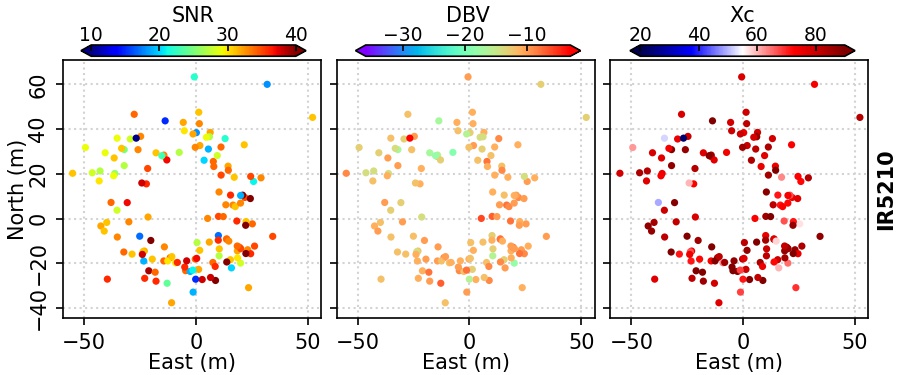 SNR DBV Xc
10 20 30 40 −30 −20 −10 20 40 60 80
60
40
20
0
−20
−40
North (m)
−50 0 50 −50 0 50 −50 0 50
East (m) East (m) East (m)
IR5210